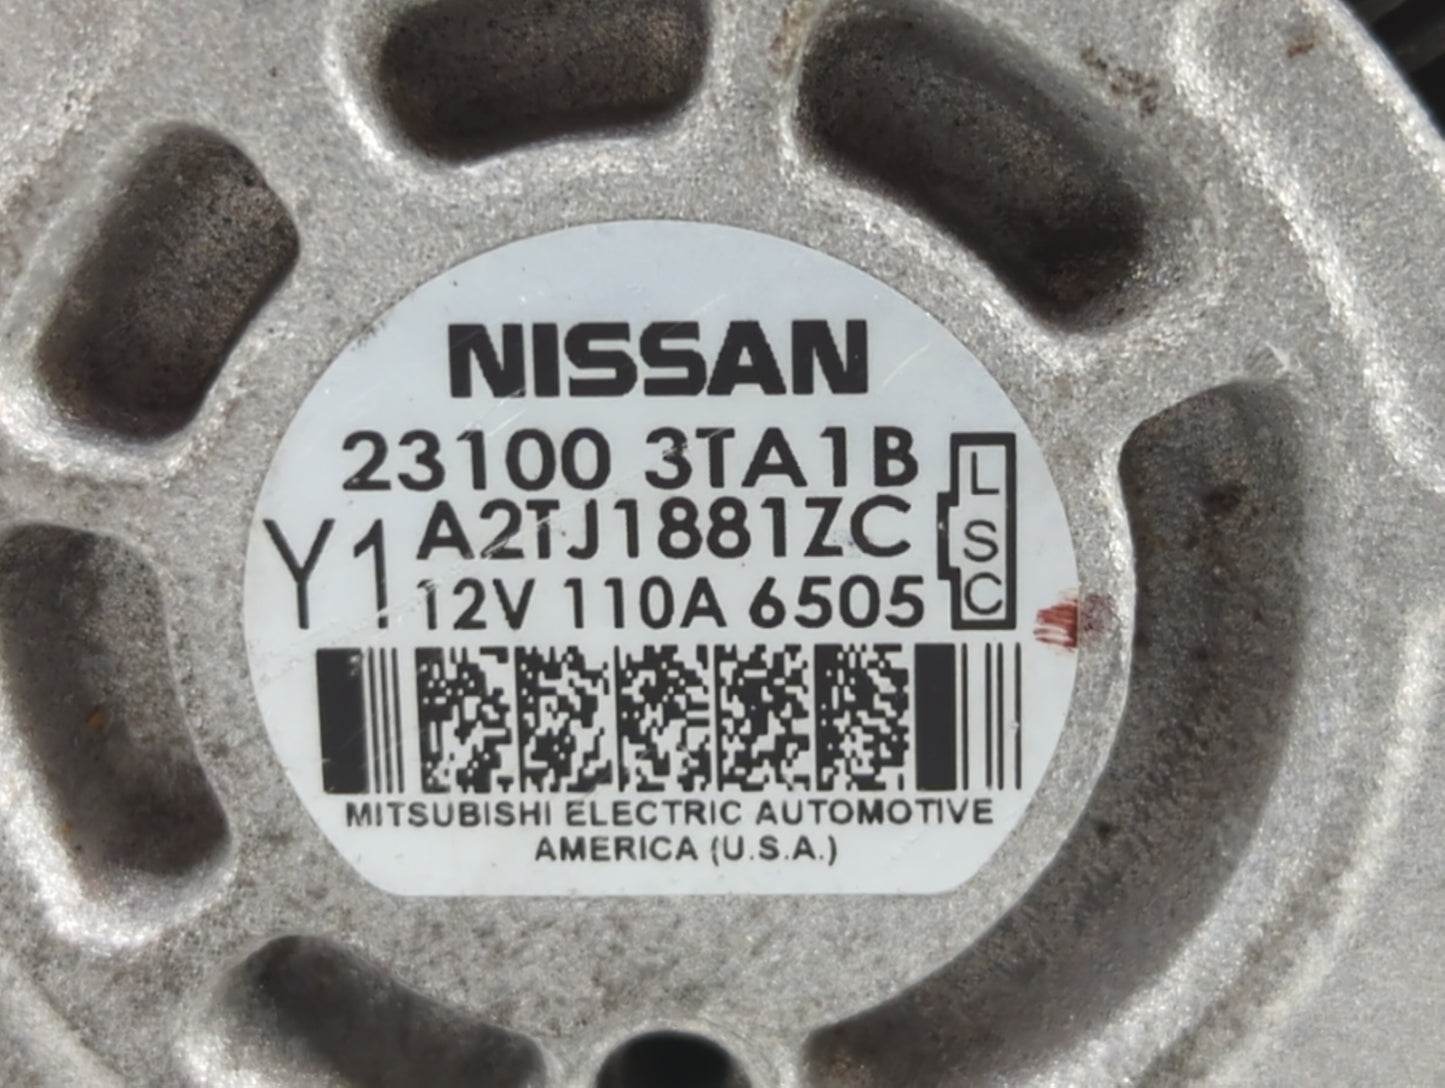 NISSAN
23100 3TA1B
A2TJ1881ZC
Y1
12V 110A 6505
L
S
C
MITSUBISHI ELECTRIC AUTOMOTIVE
AMERICA (U.S.A.)